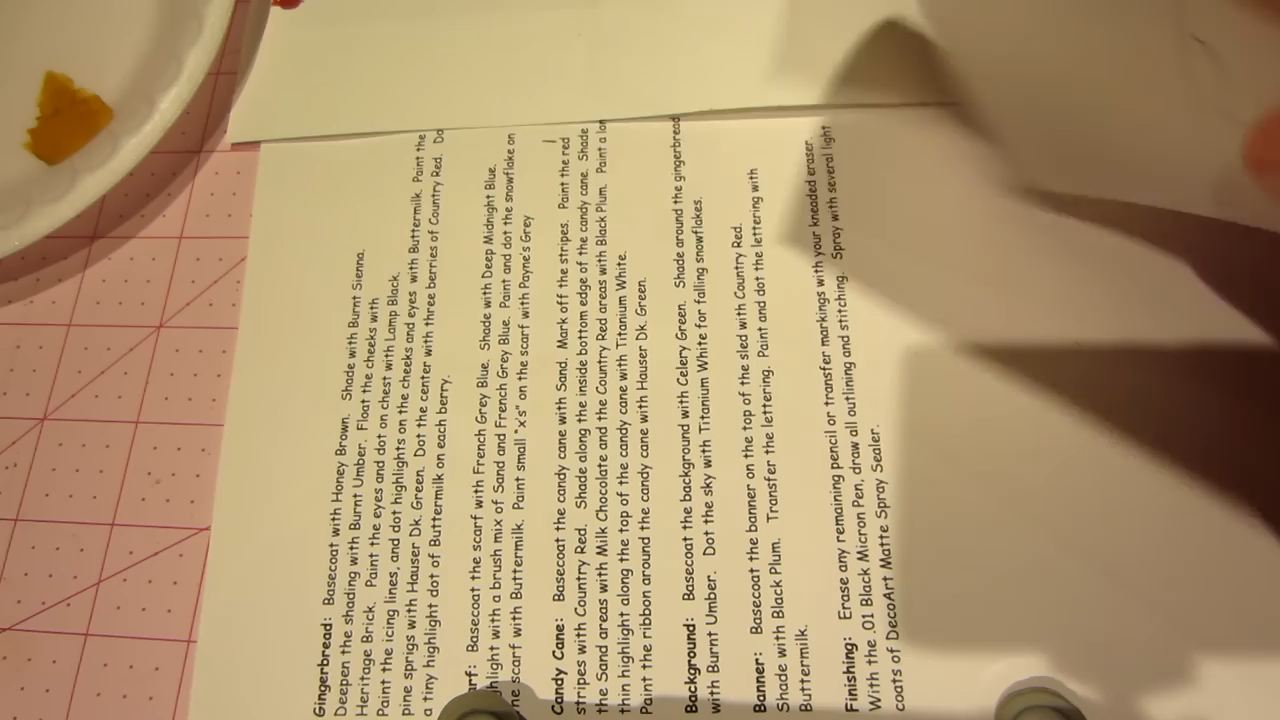 Gingerbread: Basecoat with Honey Brown. Shade with Burnt Sienna.
Deepen the shading with Burnt Umber. Float the cheeks with
Heritage Brick. Paint the eyes and dot on chest with Lamp Black.
Paint the icing lines, and dot highlights on the cheeks and eyes with Buttermilk. Paint the
pine sprigs with Hauser Dk. Green. Dot the center with three berries of Country Red. Do
a tiny highlight dot of Buttermilk on each berry.
arf: Basecoat the scarf with French Grey Blue. Shade with Deep Midnight Blue.
hlight with a brush mix of Sand and French Grey Blue. Paint and dot the snowflake on
he scarf with Buttermilk. Paint small "x's" on the scarf with Payne's Grey
Candy Cane: Basecoat the candy cane with Sand. Mark off the stripes. Paint the red
stripes with Country Red. Shade along the inside bottom edge of the candy cane. Shade
the Sand areas with Milk Chocolate and the Country Red areas with Black Plum. Paint a lon
thin highlight along the top of the candy cane with Titanium White.
Paint the ribbon around the candy cane with Hauser Dk. Green.
Background: Basecoat the background with Celery Green. Shade around the gingerbread
with Burnt Umber. Dot the sky with Titanium White for falling snowflakes.
Banner: Basecoat the banner on the top of the sled with Country Red.
Shade with Black Plum. Transfer the lettering. Paint and dot the lettering with
Buttermilk.
Finishing: Erase any remaining pencil or transfer markings with your kneaded eraser.
With the .01 Black Micron Pen, draw all outlining and stitching. Spray with several light
coats of DecoArt Matte Spray Sealer.